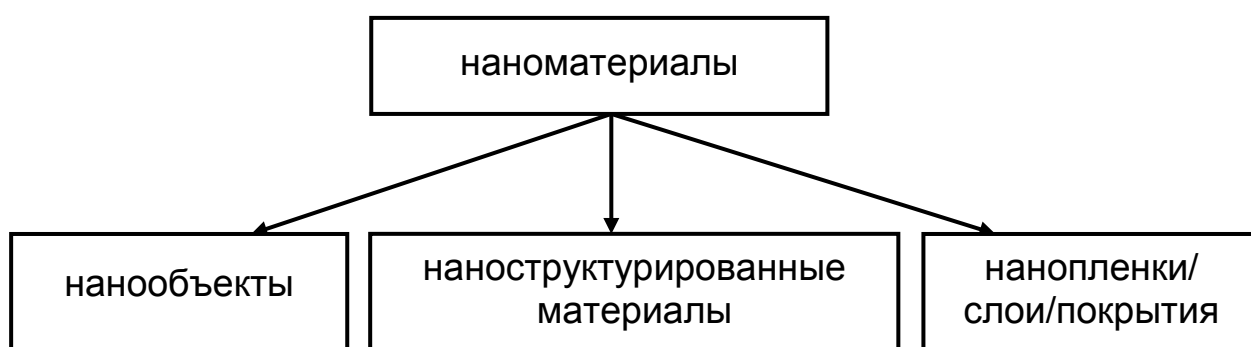 наноматериалы
нанообъекты
наноструктурированные
материалы
нанопленки/
слои/покрытия